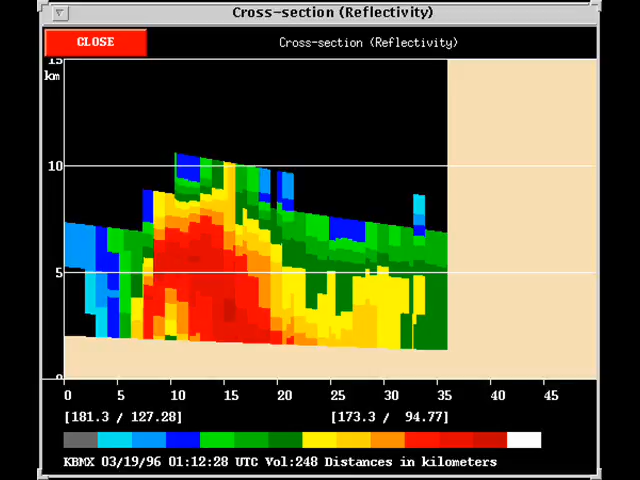 Cross-section (Reflectivity)
CLOSE
Cross-section (Reflectivity)
15
km
10
5
0
0 5 10 15 20 25 30 35 40 45
[181.3 / 127.28] [173.3 / 94.77]
KBMX 03/19/96 01:12:28 UTC Vol:248 Distances in kilometers